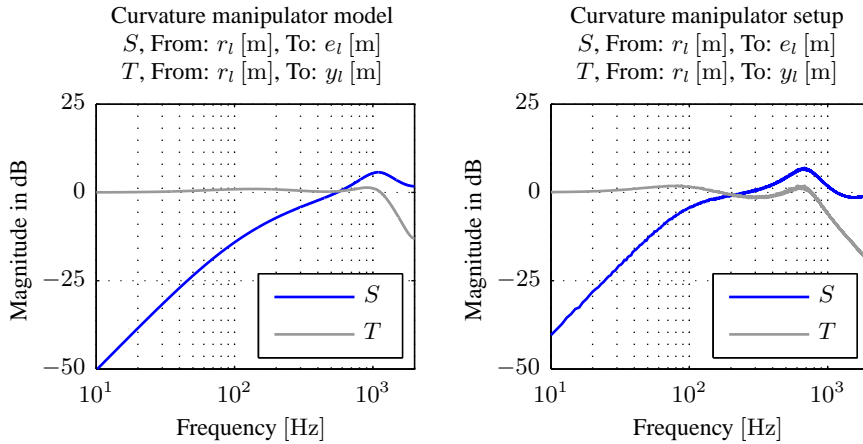 Curvature manipulator model
S, From: r_l [m], To: e_l [m]
T, From: r_l [m], To: y_l [m]
25
0
−25
−50
Magnitude in dB
S
T
10^1
10^2
10^3
Frequency [Hz]
Curvature manipulator setup
S, From: r_l [m], To: e_l [m]
T, From: r_l [m], To: y_l [m]
25
0
−25
−50
Magnitude in dB
S
T
10^1
10^2
10^3
Frequency [Hz]